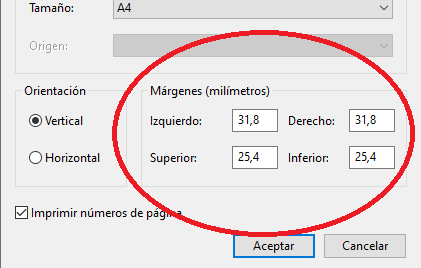 Tamaño: A4
Origen:
Orientación
Márgenes (milímetros)
Vertical
Izquierdo: 31,8 Derecho: 31,8
Horizontal
Superior: 25,4 Inferior: 25,4
Imprimir números de página
Aceptar Cancelar